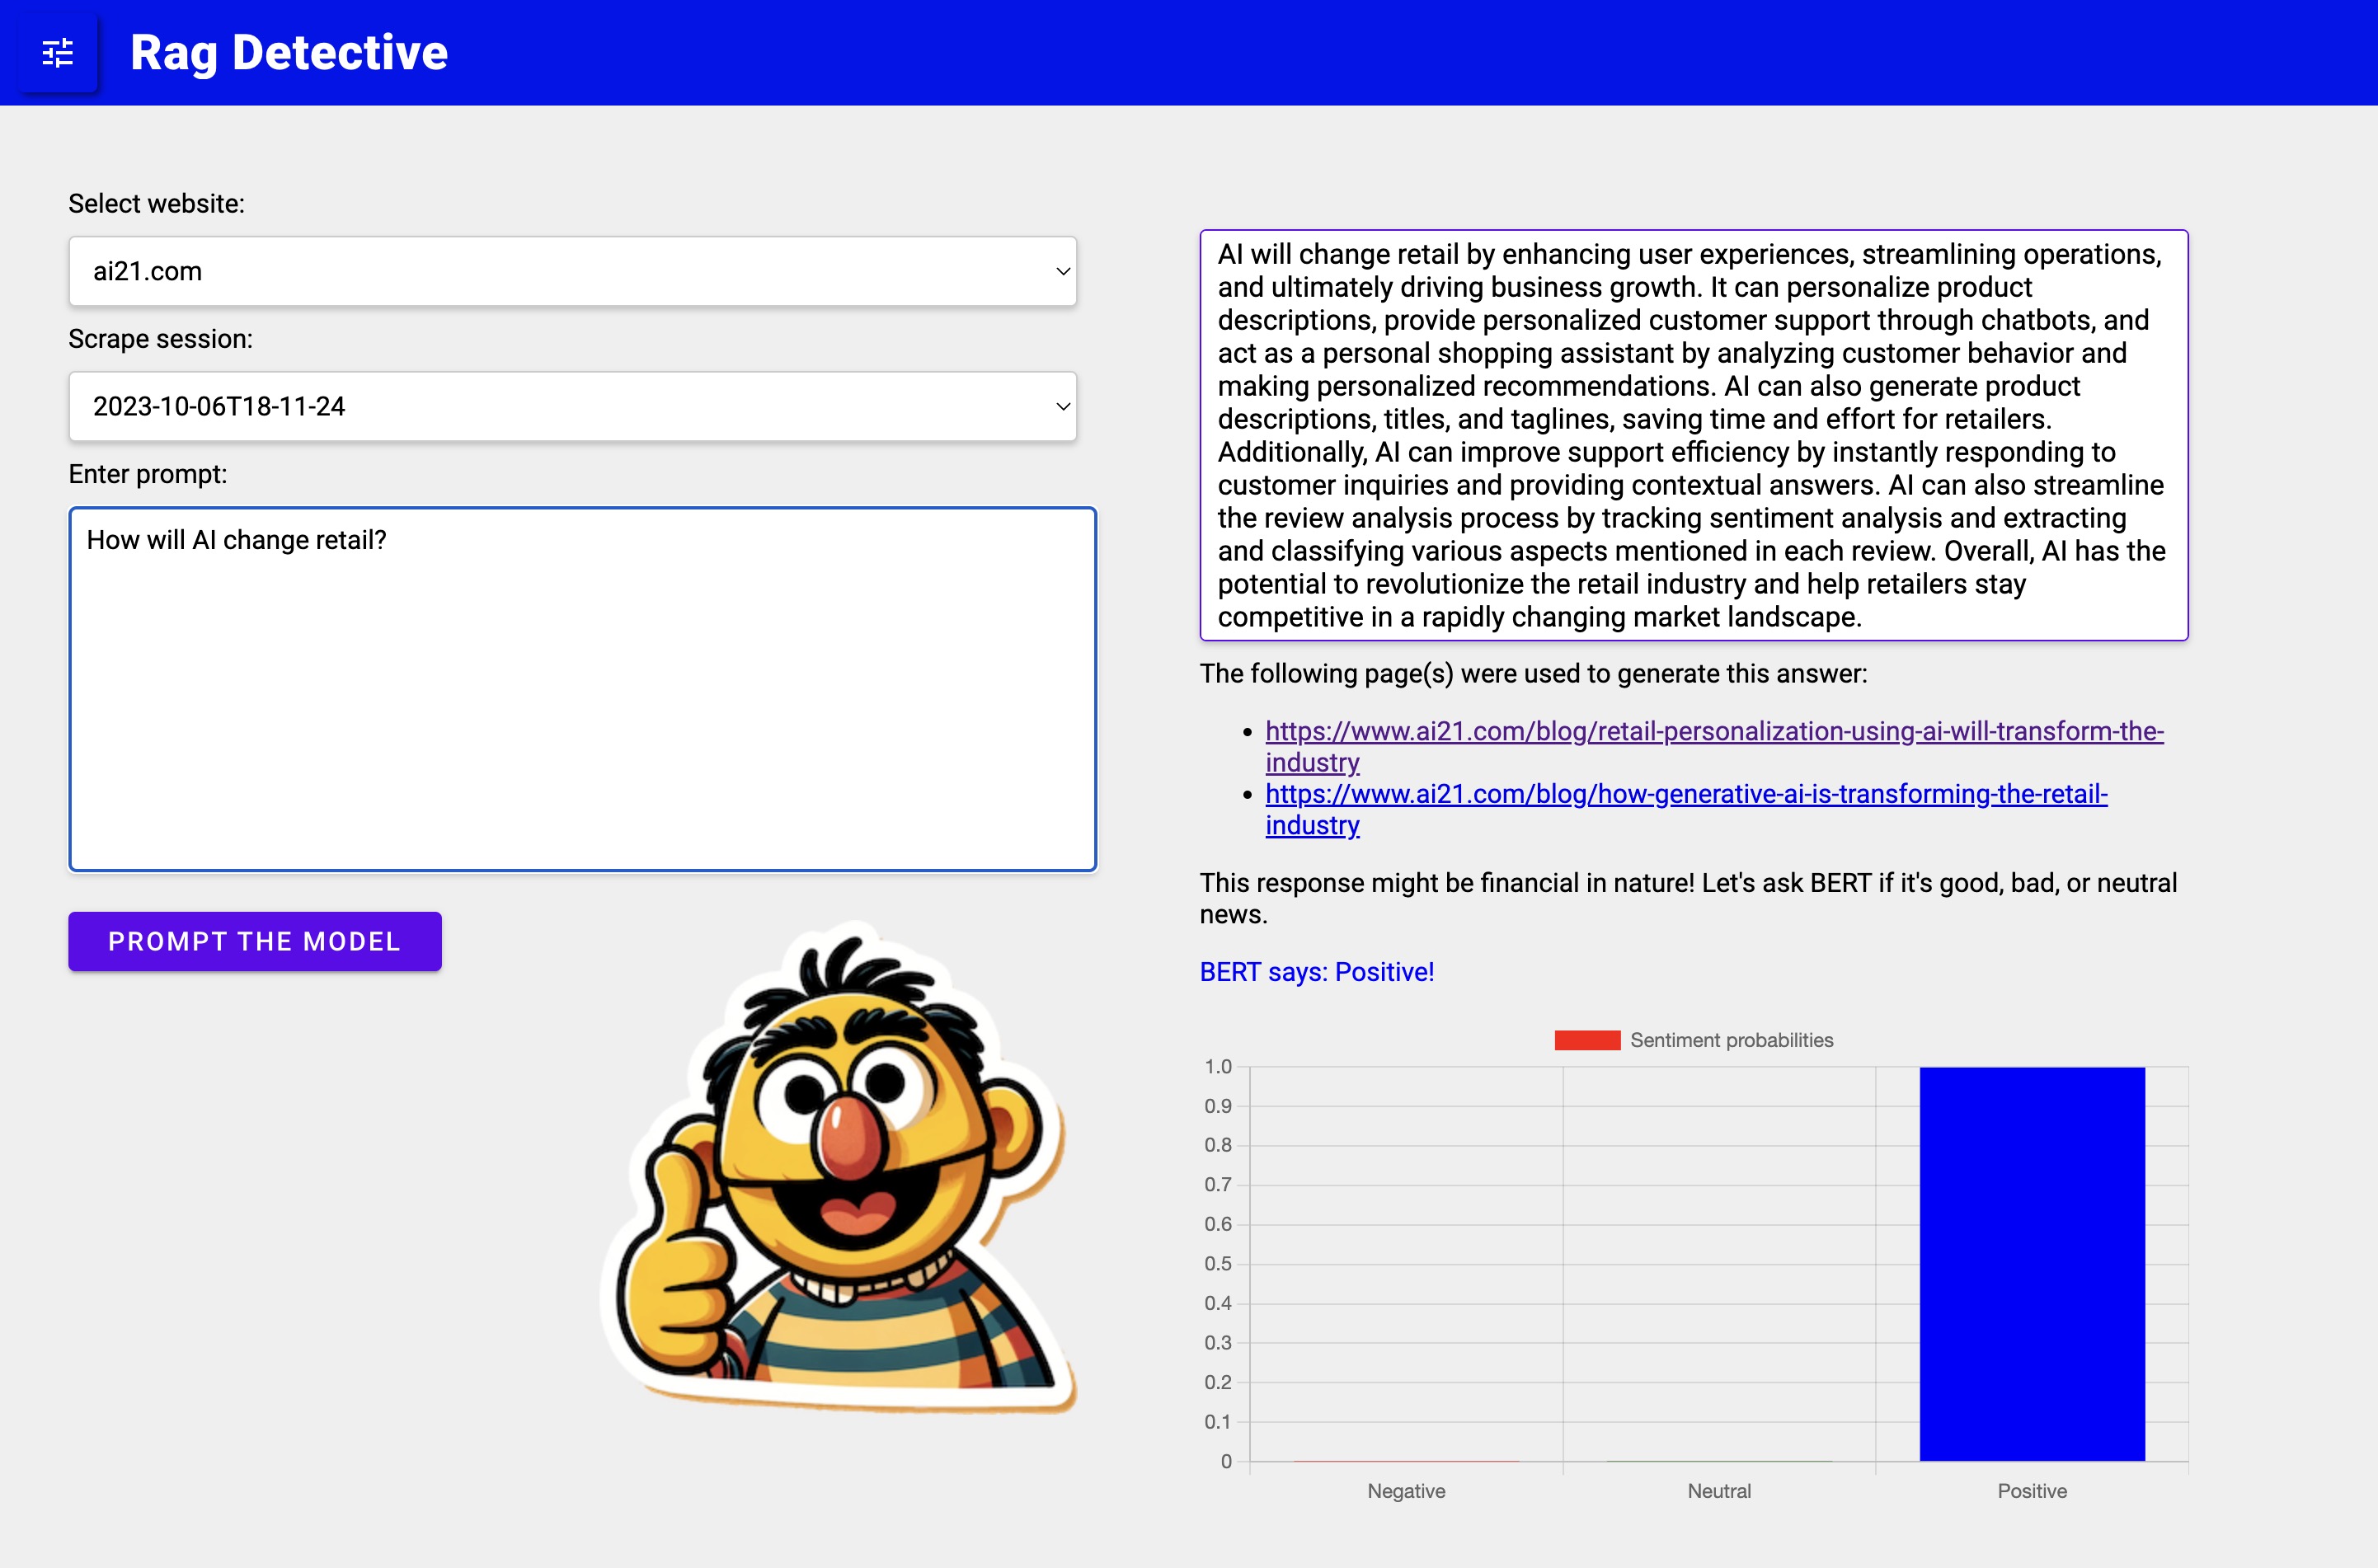 Rag Detective
Select website:
ai21.com
Scrape session:
2023-10-06T18-11-24
Enter prompt:
How will AI change retail?
PROMPT THE MODEL
AI will change retail by enhancing user experiences, streamlining operations,
and ultimately driving business growth. It can personalize product
descriptions, provide personalized customer support through chatbots, and
act as a personal shopping assistant by analyzing customer behavior and
making personalized recommendations. AI can also generate product
descriptions, titles, and taglines, saving time and effort for retailers.
Additionally, AI can improve support efficiency by instantly responding to
customer inquiries and providing contextual answers. AI can also streamline
the review analysis process by tracking sentiment analysis and extracting
and classifying various aspects mentioned in each review. Overall, AI has the
potential to revolutionize the retail industry and help retailers stay
competitive in a rapidly changing market landscape.
The following page(s) were used to generate this answer:
https://www.ai21.com/blog/retail-personalization-using-ai-will-transform-the-
industry
https://www.ai21.com/blog/how-generative-ai-is-transforming-the-retail-
industry
This response might be financial in nature! Let's ask BERT if it's good, bad, or neutral
news.
BERT says: Positive!
Sentiment probabilities
1.0
0.9
0.8
0.7
0.6
0.5
0.4
0.3
0.2
0.1
0
Negative Neutral Positive